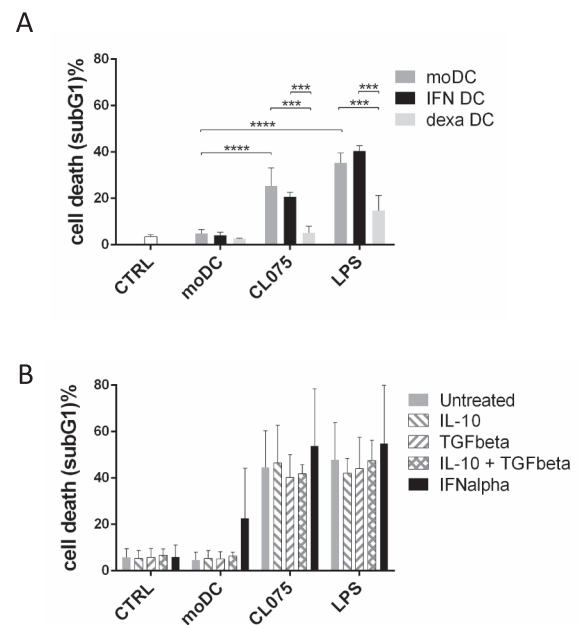 A
cell death (subG1)%
80
60
40
20
0
***
***
***
***
****
****
moDC
IFN DC
dexa DC
CTRL
moDC
CL075
LPS
B
cell death (subG1)%
80
60
40
20
0
Untreated
IL-10
TGFbeta
IL-10 + TGFbeta
IFNalpha
CTRL
moDC
CL075
LPS